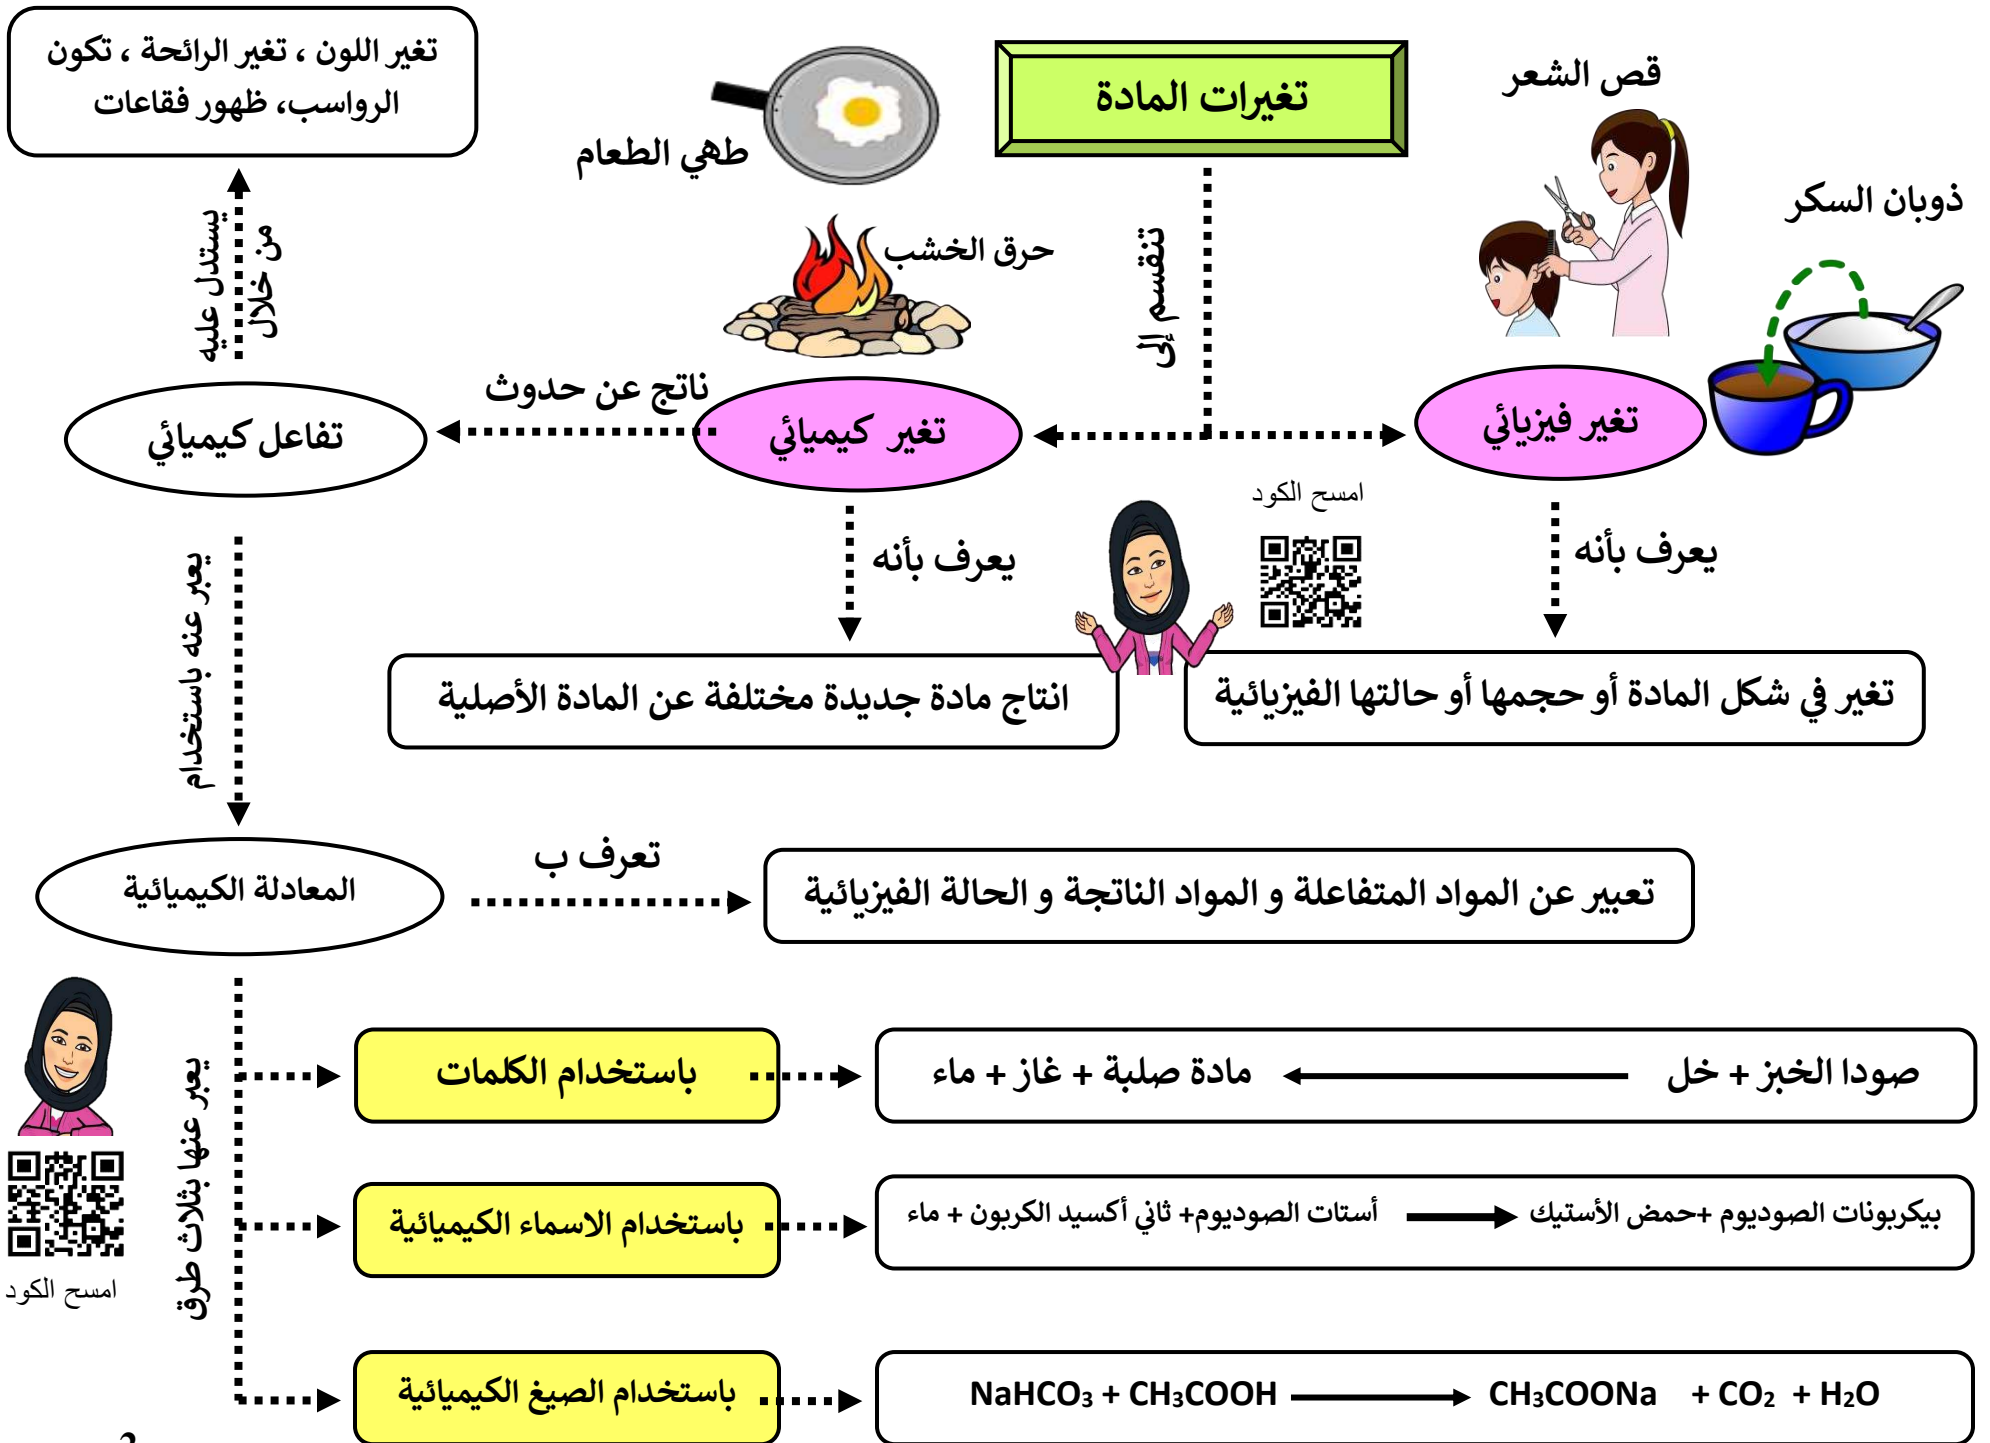 تغيرات المادة
تنقسم إلى
قص الشعر
ذوبان السكر
تغير فيزيائي
يعرف بأنه
تغير في شكل المادة أو حجمها أو حالتها الفيزيائية
امسح الكود
طهي الطعام
حرق الخشب
تغير كيميائي
يعرف بأنه
انتاج مادة جديدة مختلفة عن المادة الأصلية
ناتج عن حدوث
تفاعل كيميائي
يستدل عليه
من خلال
تغير اللون ، تغير الرائحة ، تكون
الرواسب، ظهور فقاعات
يعبر عنه باستخدام
المعادلة الكيميائية
تعرف ب
تعبير عن المواد المتفاعلة و المواد الناتجة و الحالة الفيزيائية
يعبر عنها بثلاث طرق
باستخدام الكلمات
صودا الخبز + خل ← مادة صلبة + غاز + ماء
باستخدام الاسماء الكيميائية
بيكربونات الصوديوم +حمض الأستيك → أستات الصوديوم+ ثاني أكسيد الكربون + ماء
باستخدام الصيغ الكيميائية
NaHCO₃ + CH₃COOH → CH₃COONa + CO₂ + H₂O
امسح الكود